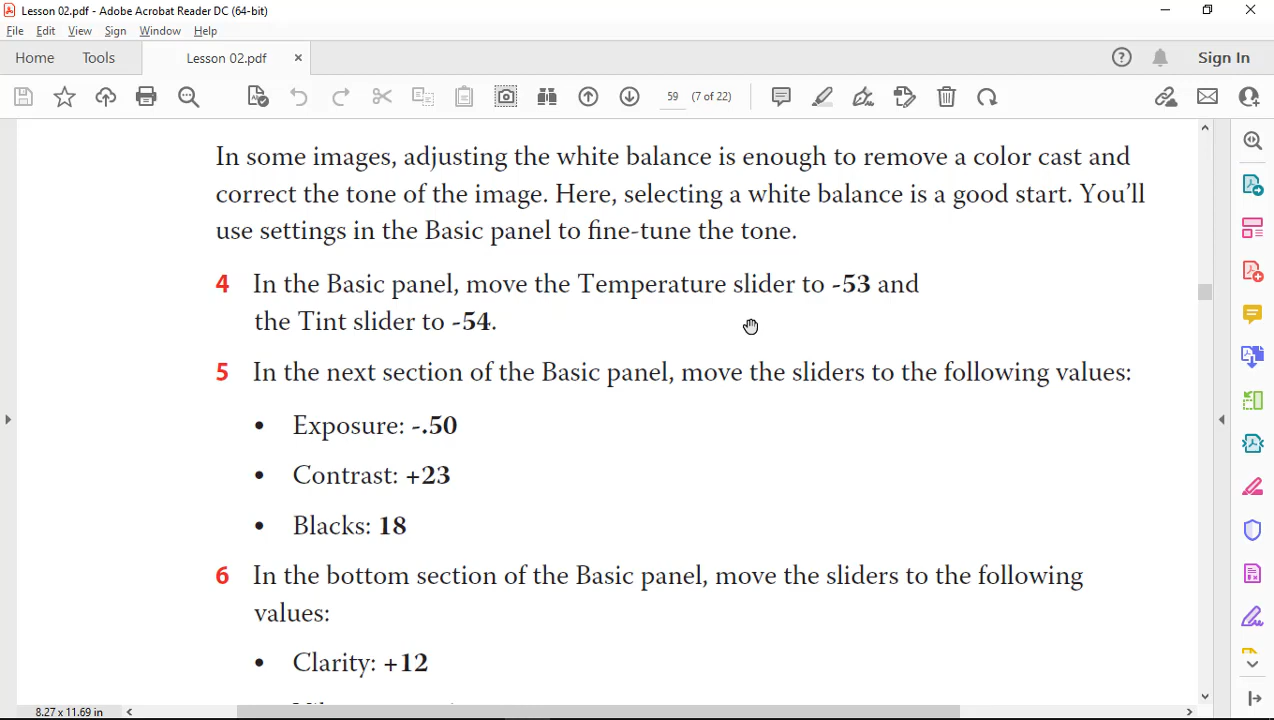 Lesson 02.pdf - Adobe Acrobat Reader DC (64-bit)
File Edit View Sign Window Help
Home Tools Lesson 02.pdf × Sign In
59 (7 of 22)
In some images, adjusting the white balance is enough to remove a color cast and
correct the tone of the image. Here, selecting a white balance is a good start. You’ll
use settings in the Basic panel to fine-tune the tone.
4 In the Basic panel, move the Temperature slider to -53 and
the Tint slider to -54.
5 In the next section of the Basic panel, move the sliders to the following values:
• Exposure: -.50
• Contrast: +23
• Blacks: 18
6 In the bottom section of the Basic panel, move the sliders to the following
values:
• Clarity: +12
8.27 x 11.69 in